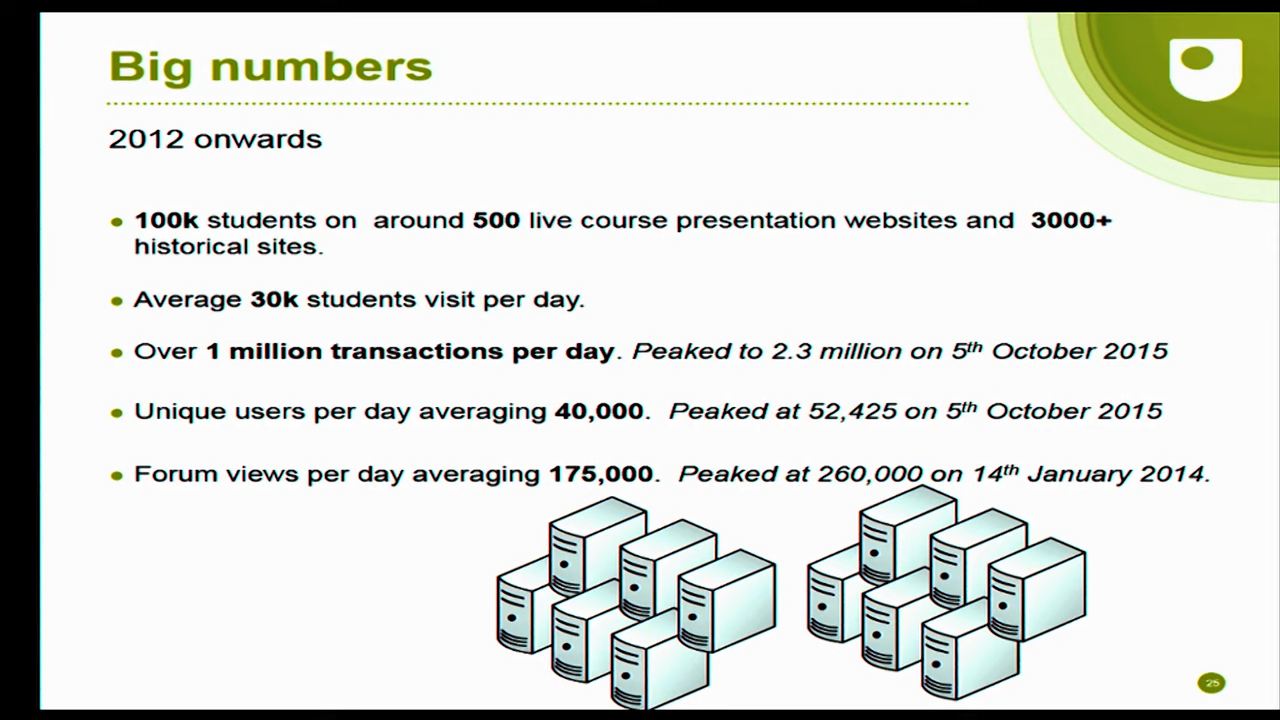 Big numbers
2012 onwards
100k students on around 500 live course presentation websites and 3000+
historical sites.
Average 30k students visit per day.
Over 1 million transactions per day. Peaked to 2.3 million on 5th October 2015
Unique users per day averaging 40,000. Peaked at 52,425 on 5th October 2015
Forum views per day averaging 175,000. Peaked at 260,000 on 14th January 2014.
25